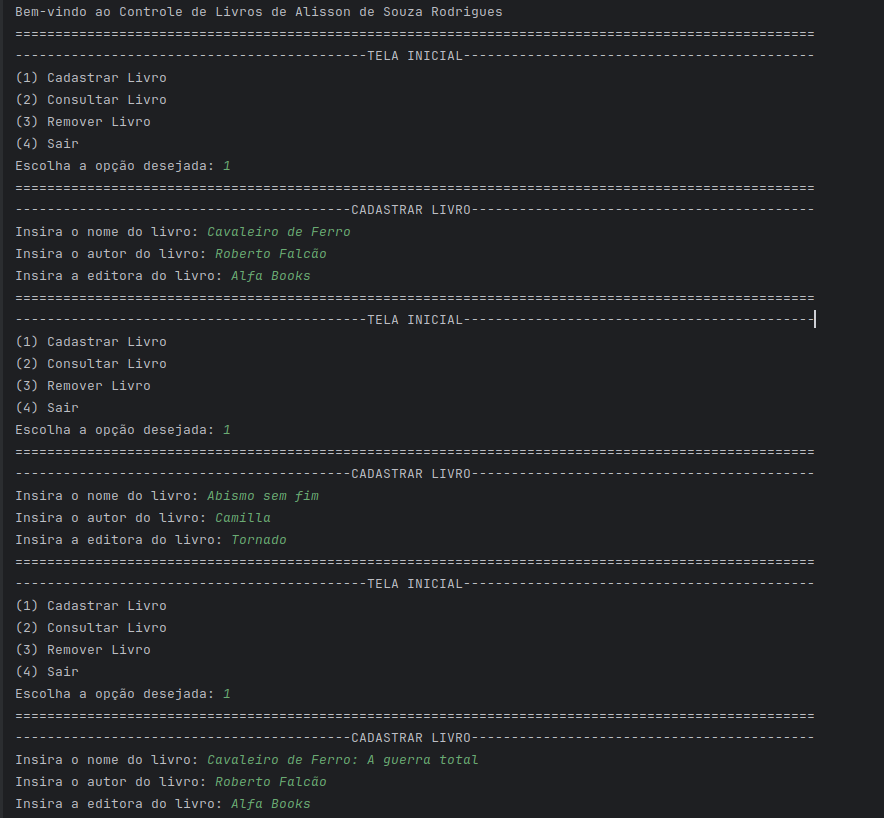 Bem-vindo ao Controle de Livros de Alisson de Souza Rodrigues
====================================================================================================
--------------------------------------------TELA INICIAL--------------------------------------------
(1) Cadastrar Livro
(2) Consultar Livro
(3) Remover Livro
(4) Sair
Escolha a opção desejada: 1
====================================================================================================
------------------------------------------CADASTRAR LIVRO-------------------------------------------
Insira o nome do livro: Cavaleiro de Ferro
Insira o autor do livro: Roberto Falcão
Insira a editora do livro: Alfa Books
====================================================================================================
--------------------------------------------TELA INICIAL--------------------------------------------
(1) Cadastrar Livro
(2) Consultar Livro
(3) Remover Livro
(4) Sair
Escolha a opção desejada: 1
====================================================================================================
------------------------------------------CADASTRAR LIVRO-------------------------------------------
Insira o nome do livro: Abismo sem fim
Insira o autor do livro: Camilla
Insira a editora do livro: Tornado
====================================================================================================
--------------------------------------------TELA INICIAL--------------------------------------------
(1) Cadastrar Livro
(2) Consultar Livro
(3) Remover Livro
(4) Sair
Escolha a opção desejada: 1
====================================================================================================
------------------------------------------CADASTRAR LIVRO-------------------------------------------
Insira o nome do livro: Cavaleiro de Ferro: A guerra total
Insira o autor do livro: Roberto Falcão
Insira a editora do livro: Alfa Books